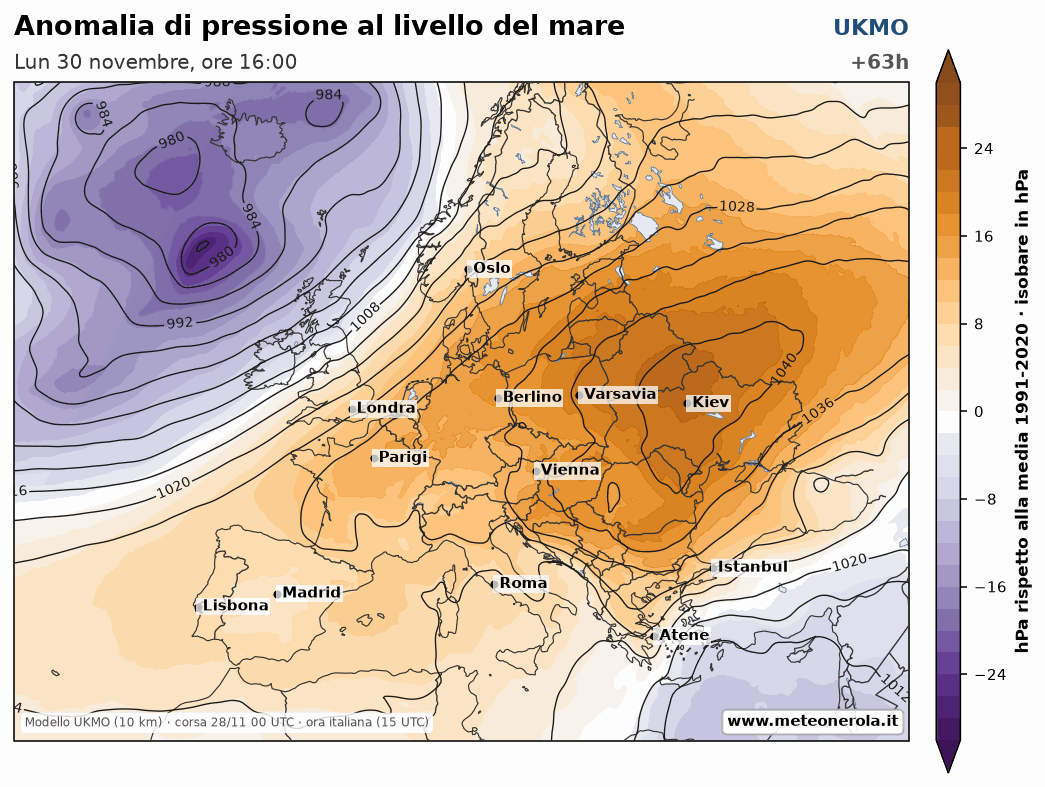 Anomalia di pressione al livello del mare
UKMO
Lun 30 novembre, ore 16:00
+63h
984
984
980
984
980
992
1008
1028
1040
1036
1020
16
1020
1012
4
Oslo
Londra
Berlino
Varsavia
Kiev
Parigi
Vienna
Madrid
Lisbona
Roma
Istanbul
Atene
24
16
8
0
−8
−16
−24
hPa rispetto alla media 1991-2020 · isobare in hPa
Modello UKMO (10 km) · corsa 28/11 00 UTC · ora italiana (15 UTC)
www.meteonerola.it